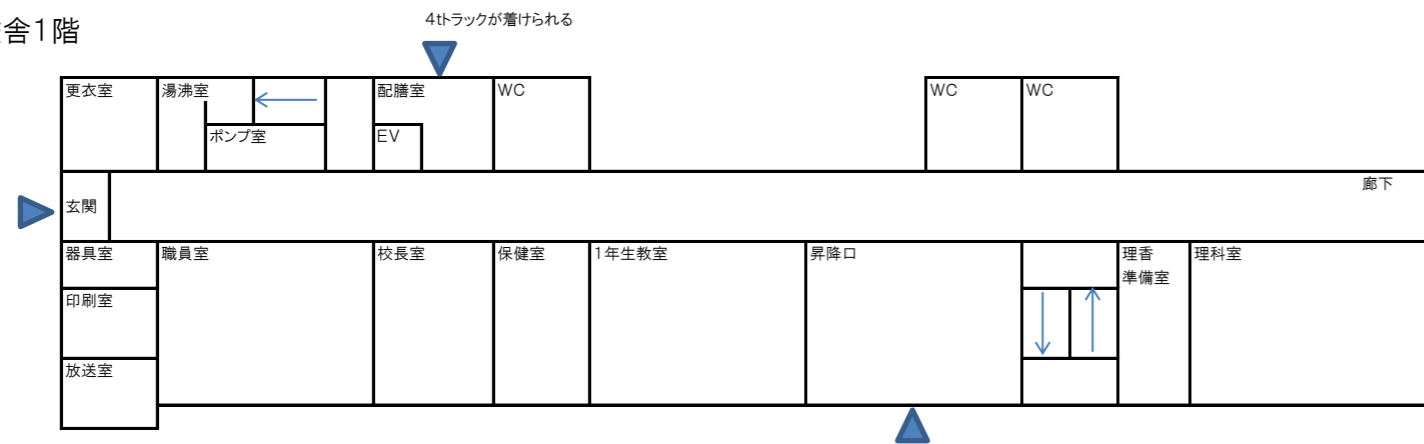 舎1階
4tトラックが着けられる
更衣室
湯沸室
配膳室
WC
WC
WC
ポンプ室
EV
廊下
玄関
器具室
職員室
校長室
保健室
1年生教室
昇降口
理香
準備室
理科室
印刷室
放送室